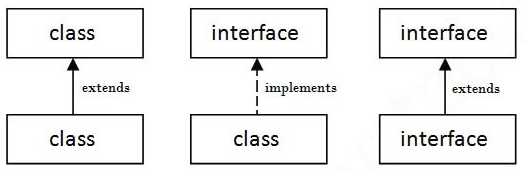 class interface interface
extends implements extends
class class interface